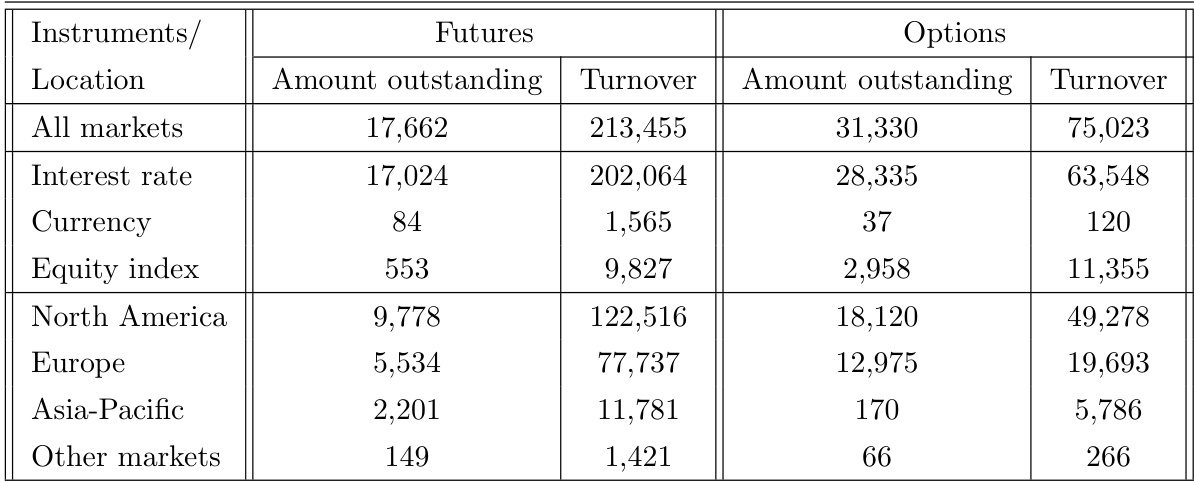 Instruments/ Futures Options
Location Amount outstanding Turnover Amount outstanding Turnover
All markets 17,662 213,455 31,330 75,023
Interest rate 17,024 202,064 28,335 63,548
Currency 84 1,565 37 120
Equity index 553 9,827 2,958 11,355
North America 9,778 122,516 18,120 49,278
Europe 5,534 77,737 12,975 19,693
Asia-Pacific 2,201 11,781 170 5,786
Other markets 149 1,421 66 266